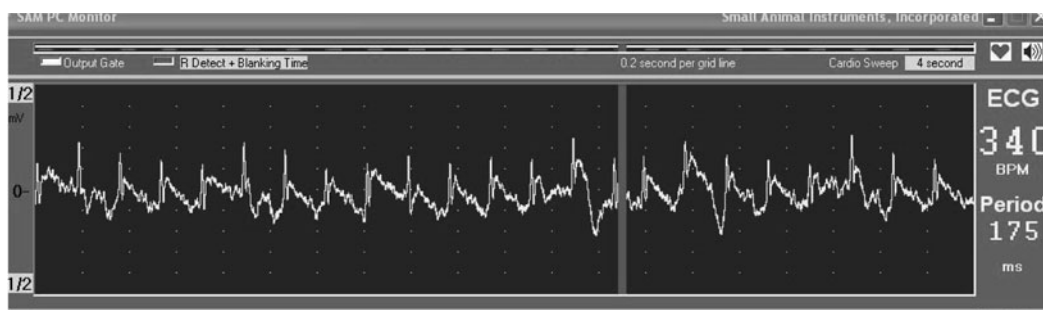 SAM PC Monitor Small Animal Instruments, Incorporated
Output Gate R Detect + Blanking Time 0.2 second per grid line Cardio Sweep 4 second
1/2
mV
0-
1/2
ECG
340
BPM
Period
175
ms